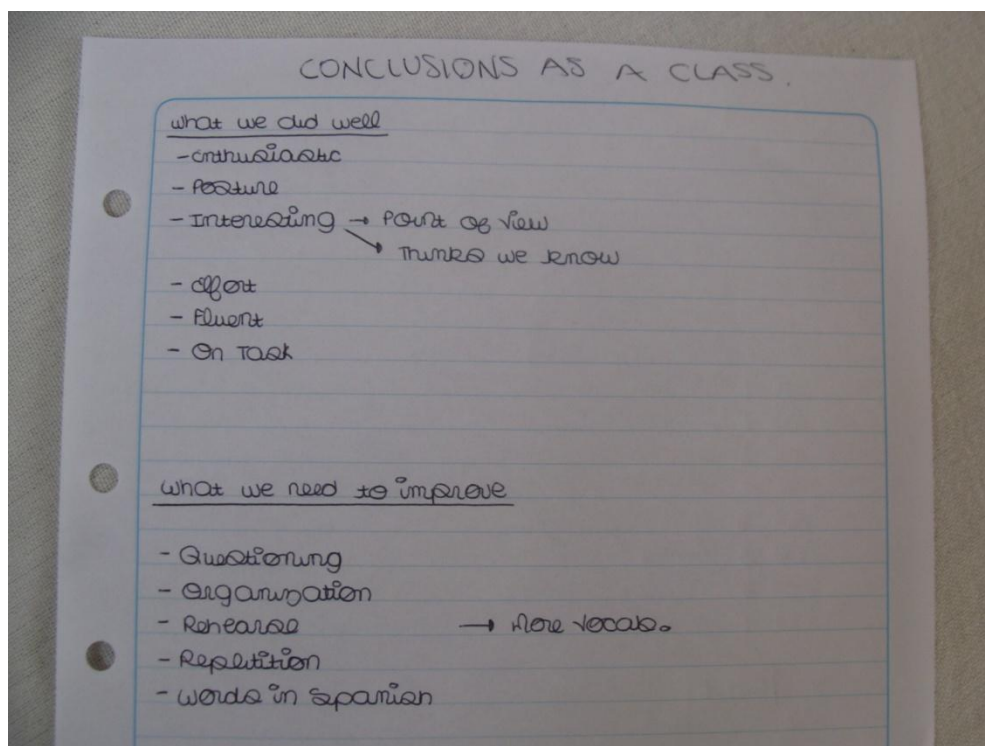 CONCLUSIONS AS A CLASS.
what we did well
- Enthusiastic
- Posture
- Interesting → Point of view
→ Thinks we know
- Effort
- Fluent
- On Task
what we need to improve
- Questioning
- Organization
- Rehearse → More vocab.
- Repetition
- words in Spanish